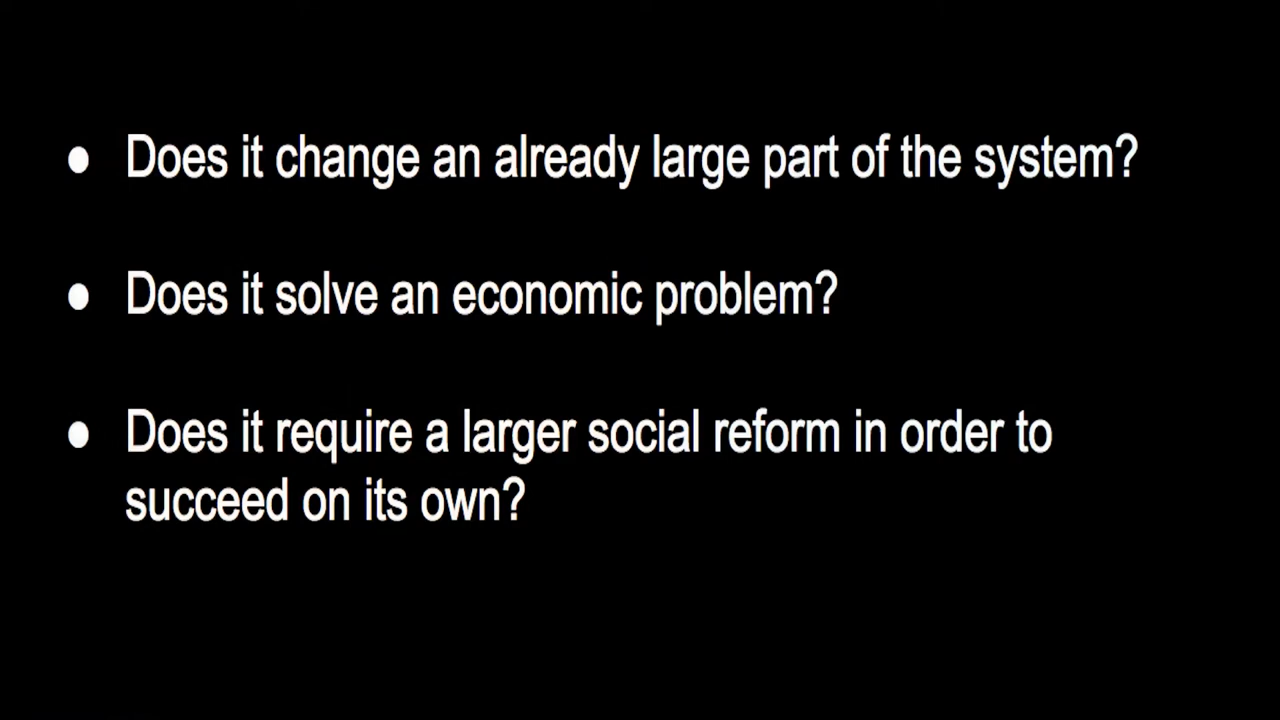 ● Does it change an already large part of the system?
● Does it solve an economic problem?
● Does it require a larger social reform in order to
succeed on its own?